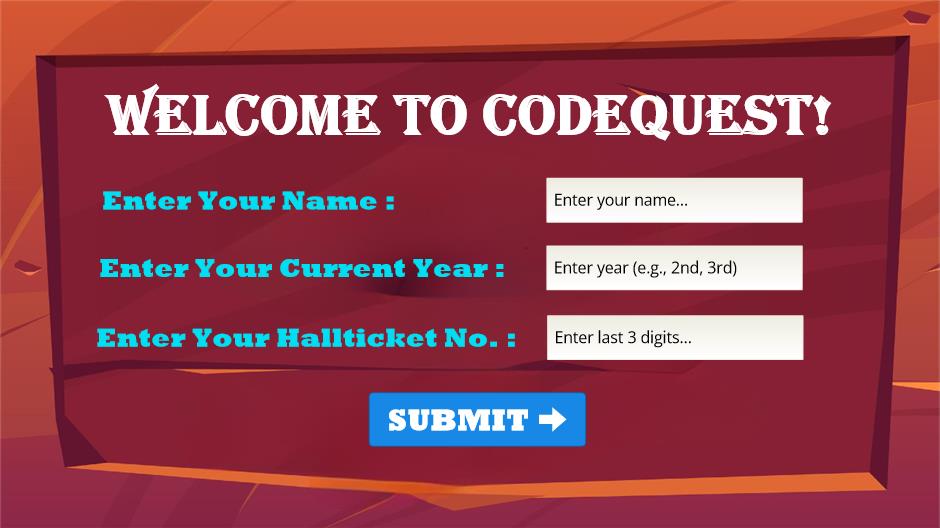 WELCOME TO CODEQUEST!
Enter Your Name : Enter your name...
Enter Your Current Year : Enter year (e.g., 2nd, 3rd)
Enter Your Hallticket No. : Enter last 3 digits...
SUBMIT